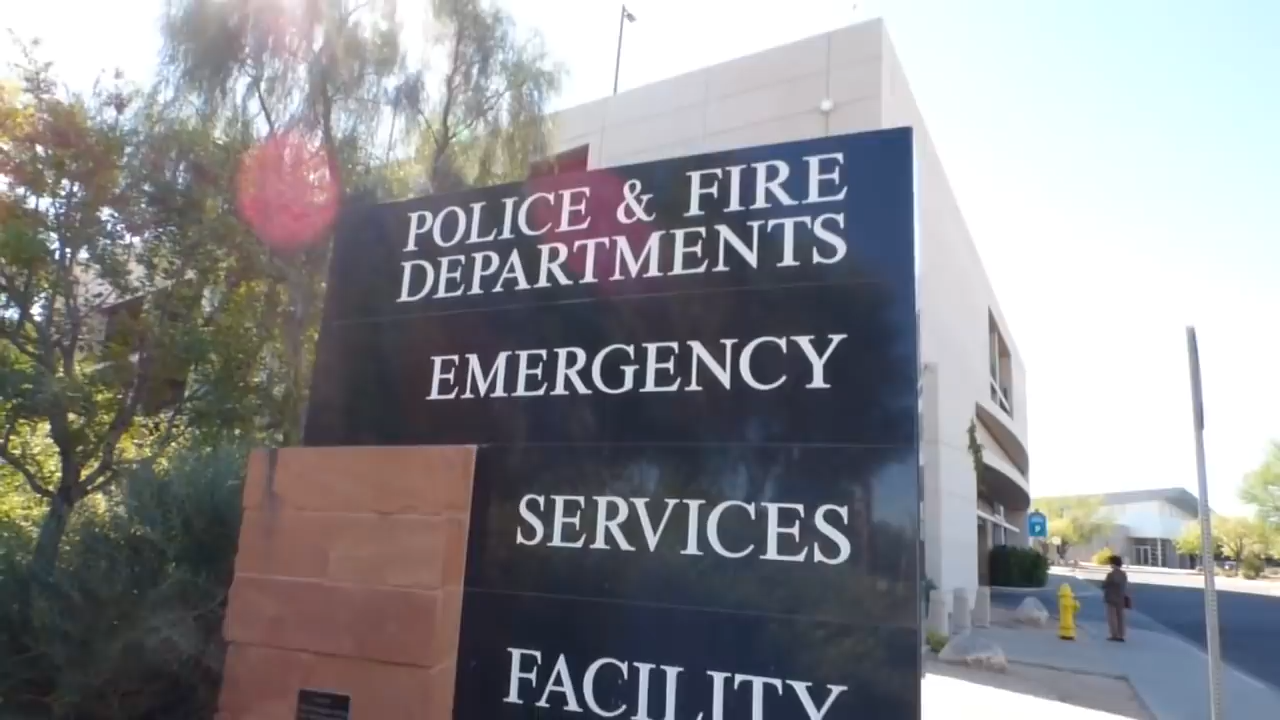 POLICE & FIRE
DEPARTMENTS
EMERGENCY
SERVICES
FACILITY
P